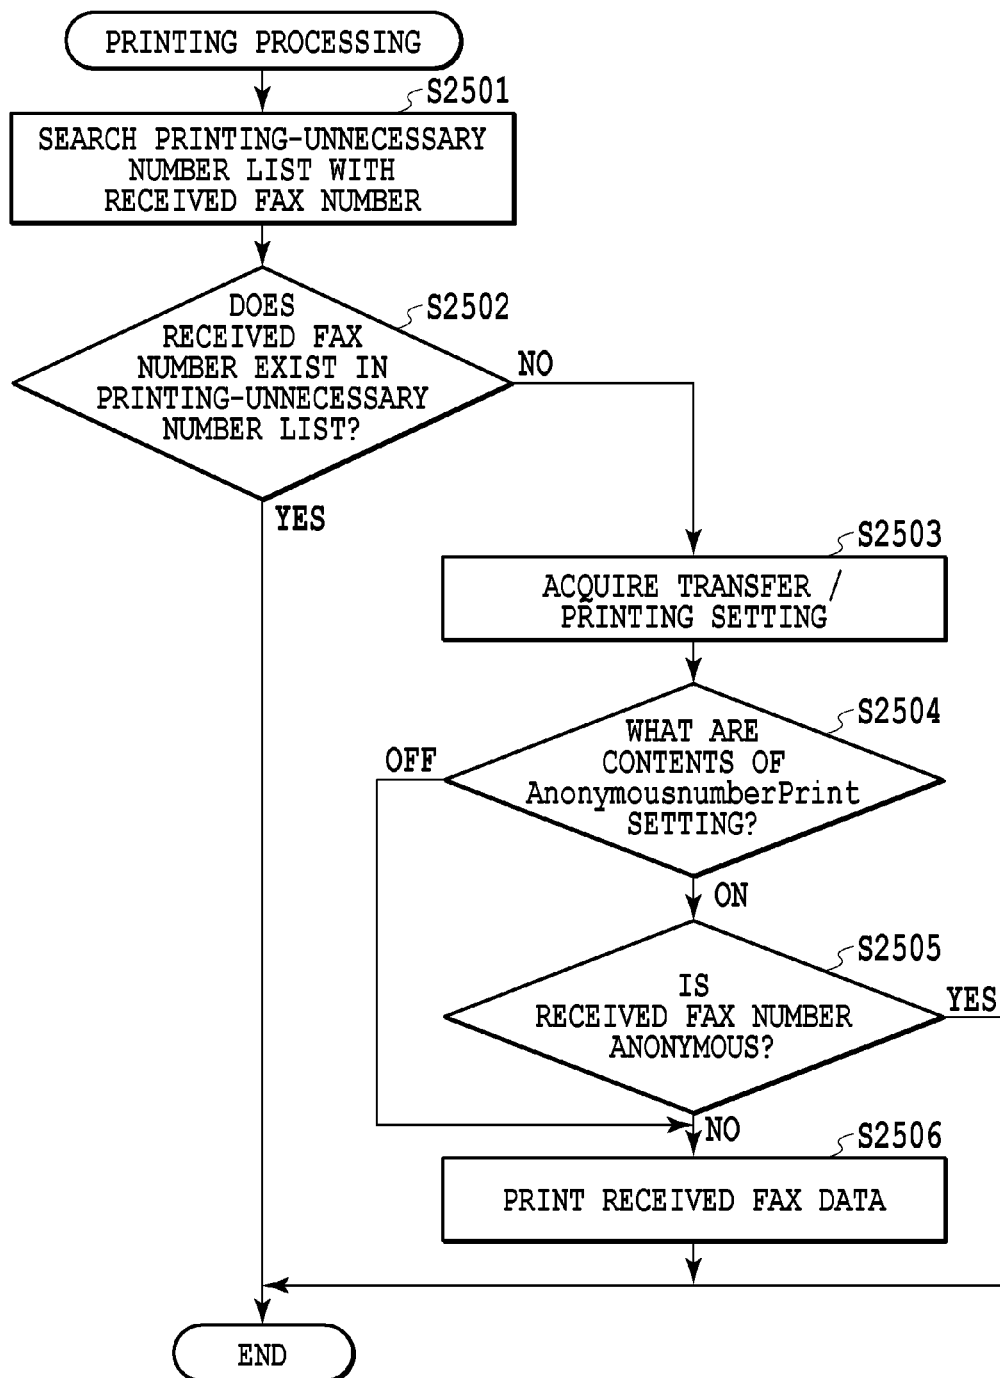 PRINTING PROCESSING
S2501
SEARCH PRINTING-UNNECESSARY
NUMBER LIST WITH
RECEIVED FAX NUMBER
S2502
DOES
RECEIVED FAX
NUMBER EXIST IN
PRINTING-UNNECESSARY
NUMBER LIST?
NO
YES
S2503
ACQUIRE TRANSFER /
PRINTING SETTING
S2504
WHAT ARE
CONTENTS OF
AnonymousnumberPrint
SETTING?
OFF
ON
S2505
IS
RECEIVED FAX NUMBER
ANONYMOUS?
YES
NO
S2506
PRINT RECEIVED FAX DATA
END